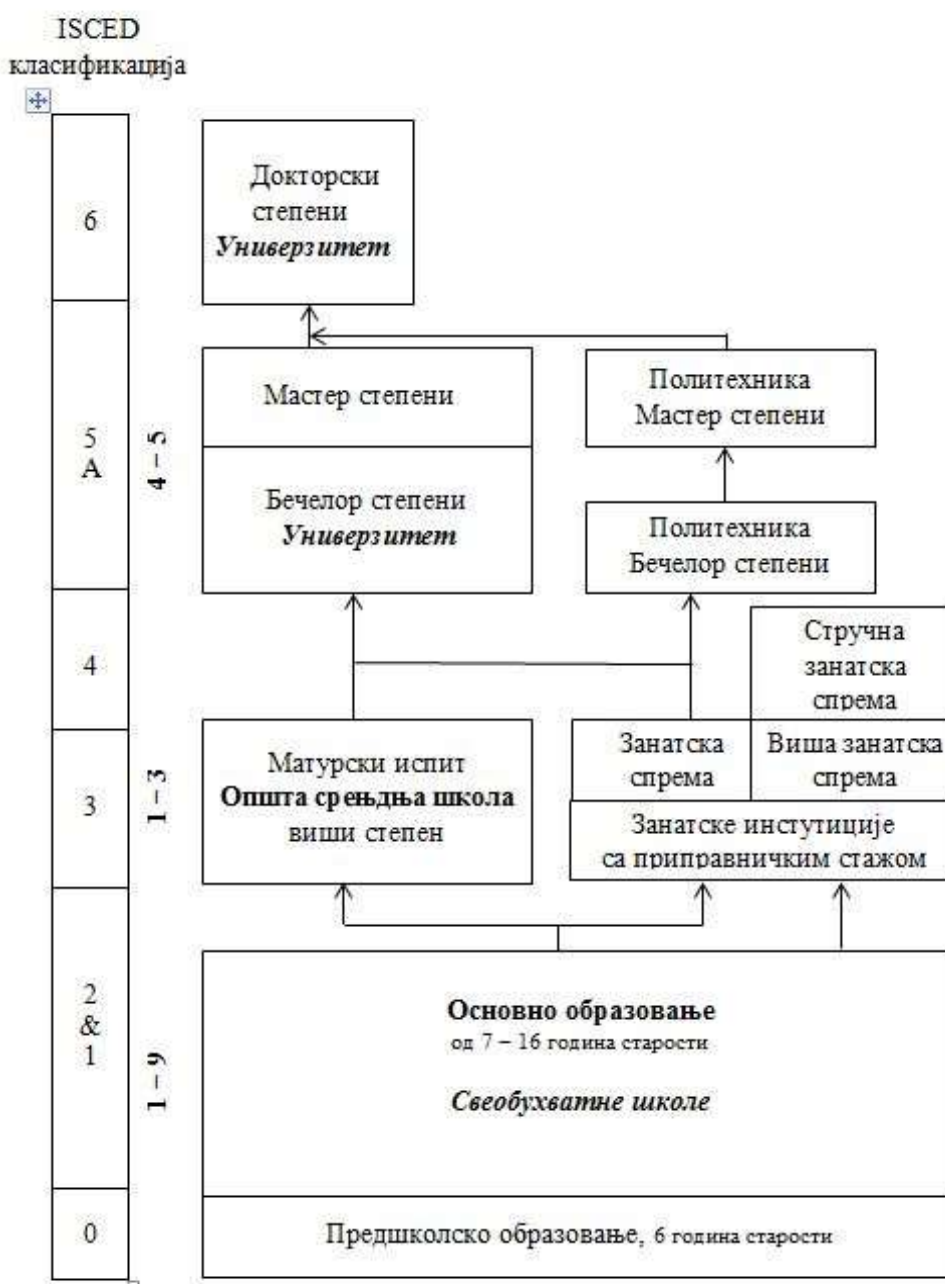 ISCED
класификација
6
Докторски
степени
Универзитет
5
A
4 – 5
Мастер степени
Бечелор степени
Универзитет
Политехника
Мастер степени
Политехника
Бечелор степени
4
Стручна
занатска
спрема
3
1 – 3
Матурски испит
Општа срењдња школа
виши степен
Занатска
спрема
Виша занатска
спрема
Занатске инстутиције
са приправничким стажом
2
&
1
1 – 9
Основно образовање
од 7 – 16 година старости
Свеобухватне школе
0
Предшколско образовање, 6 година старости